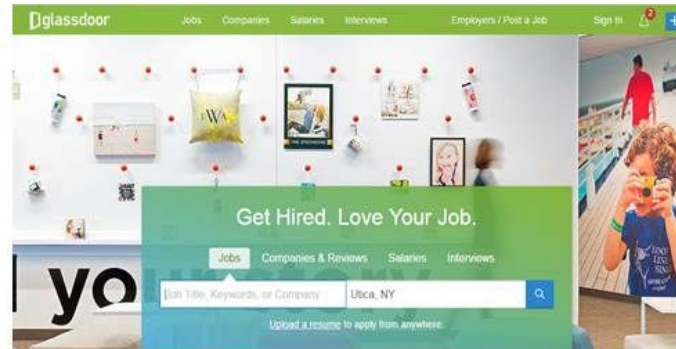 glassdoor Jobs Companies Salaries Interviews Employers / Post a Job Sign In 2 +
Get Hired. Love Your Job.
Jobs Companies & Reviews Salaries Interviews
Job Title, Keywords, or Company Utica, NY
Upload a resume to apply from anywhere.